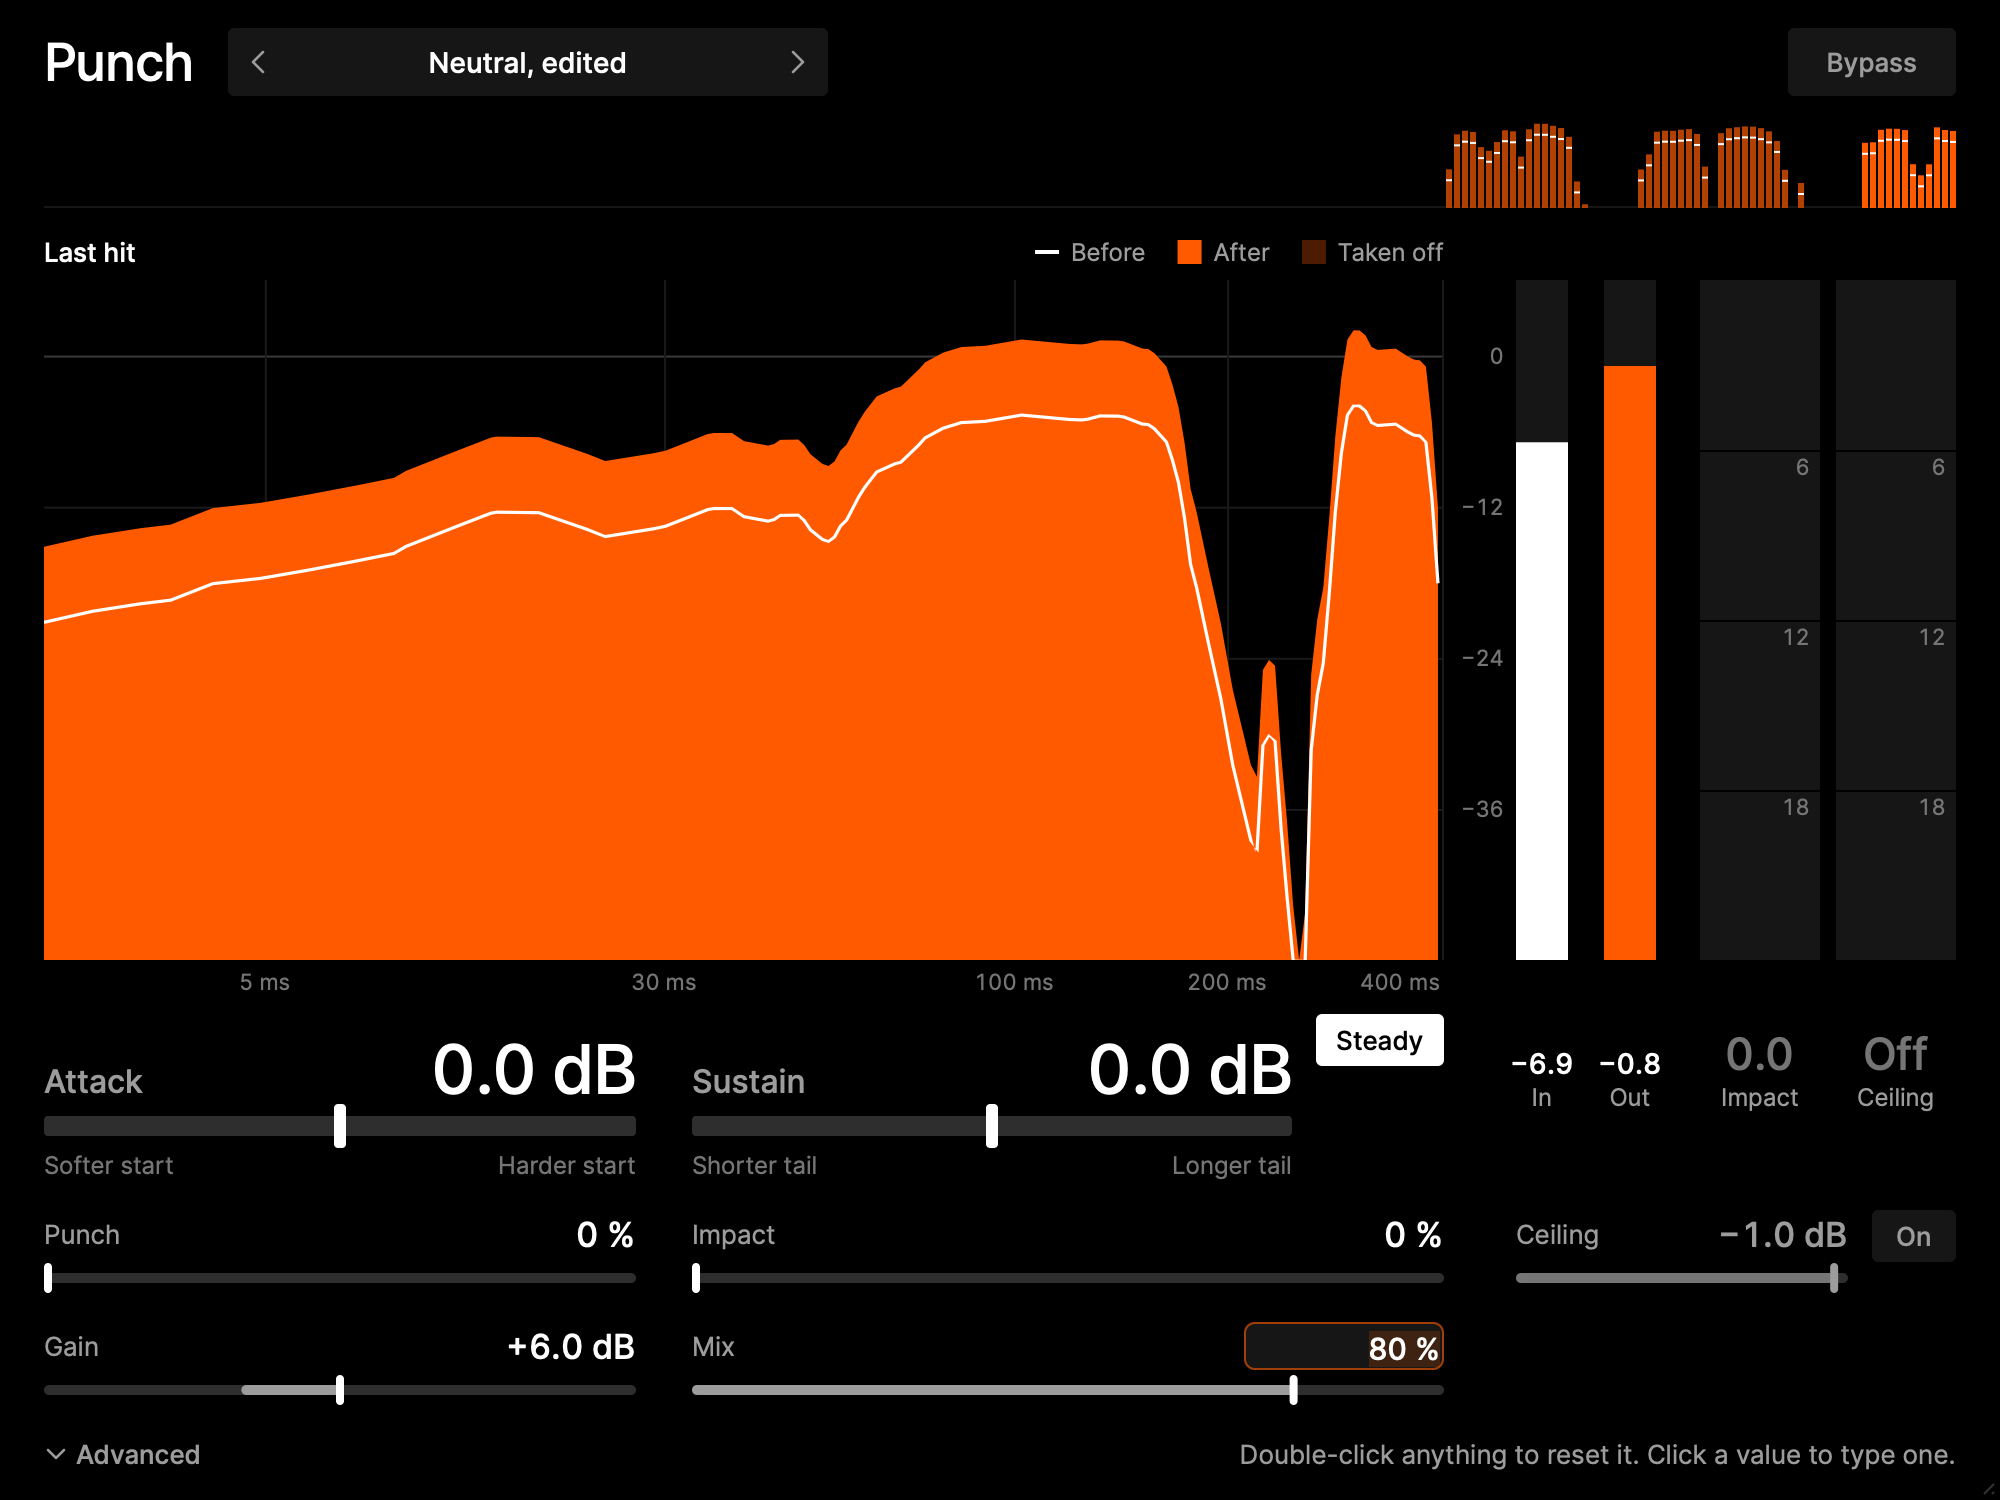 Punch
Neutral, edited
Bypass
Last hit
Before
After
Taken off
0
−12
−24
−36
6
12
18
6
12
18
5 ms
30 ms
100 ms
200 ms
400 ms
Attack
0.0 dB
Softer start
Harder start
Sustain
0.0 dB
Steady
Shorter tail
Longer tail
−6.9
In
−0.8
Out
0.0
Impact
Off
Ceiling
Punch
0 %
Impact
0 %
Ceiling
−1.0 dB
On
Gain
+6.0 dB
Mix
80 %
Advanced
Double-click anything to reset it. Click a value to type one.